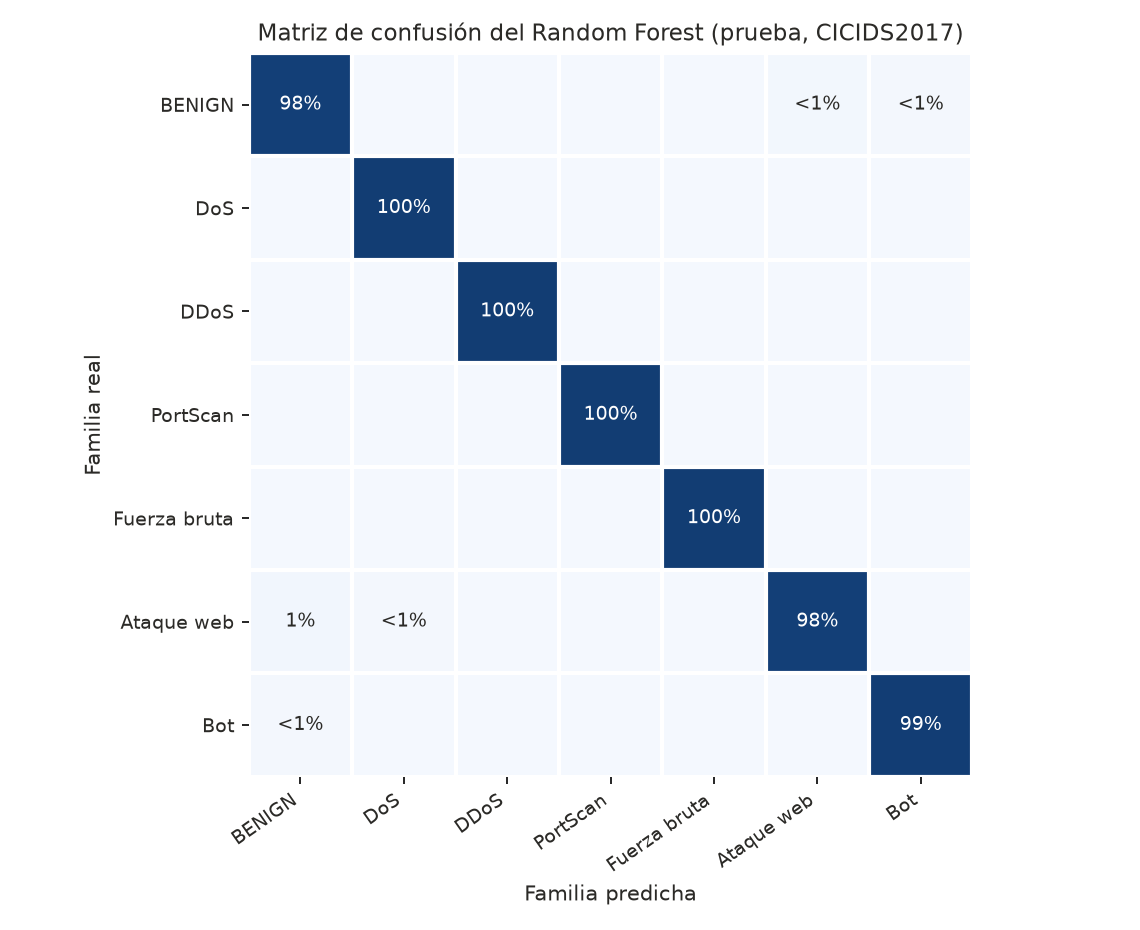 Matriz de confusión del Random Forest (prueba, CICIDS2017)
Familia real
BENIGN 98% <1% <1%
DoS 100%
DDoS 100%
PortScan 100%
Fuerza bruta 100%
Ataque web 1% <1% 98%
Bot <1% 99%
BENIGN DoS DDoS PortScan Fuerza bruta Ataque web Bot
Familia predicha